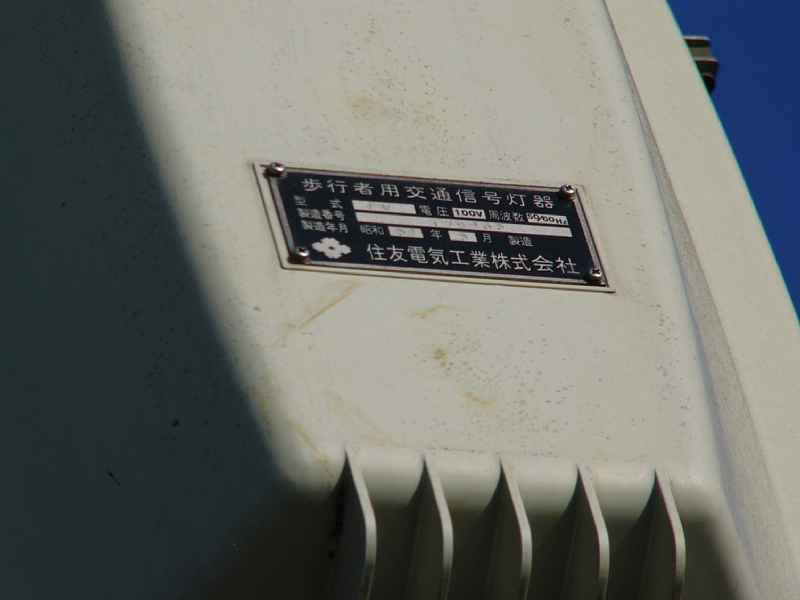 歩行者用交通信号灯器
型式 電圧 100V 周波数 50/60Hz
製造番号
製造年月 昭和 年 月 製造
住友電気工業株式会社